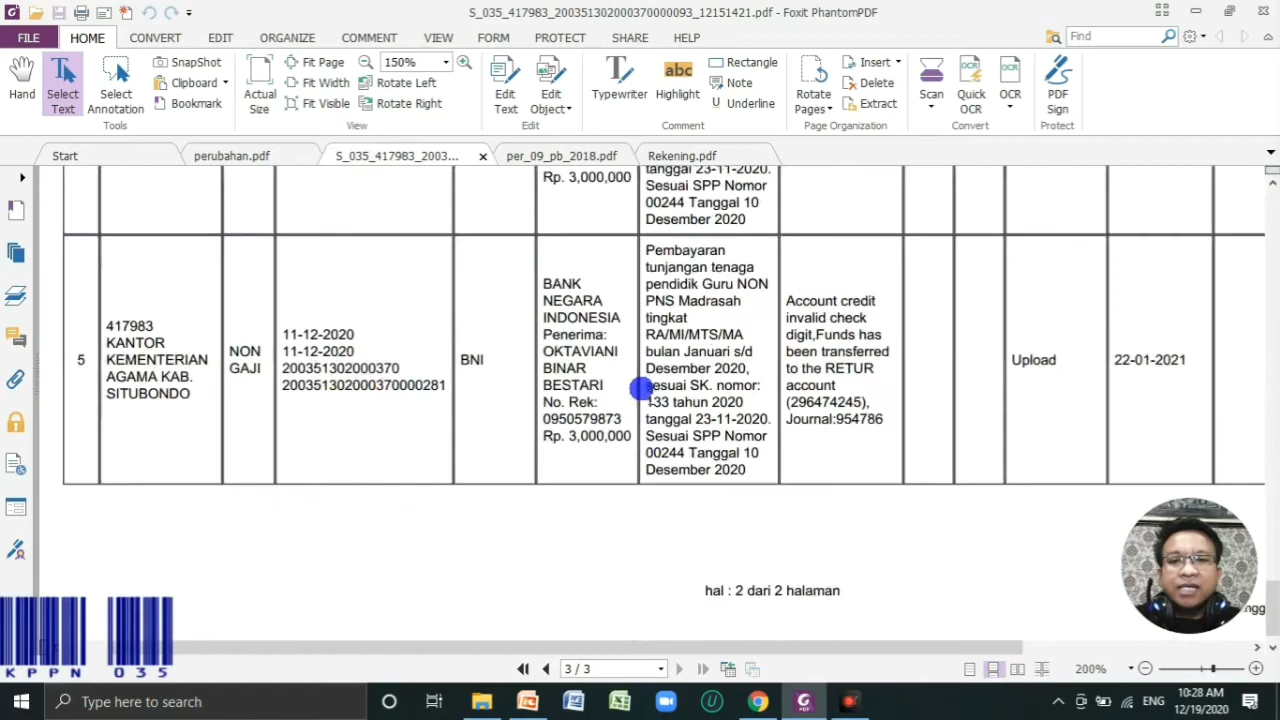 S_035_417983_200351302000370000093_12151421.pdf - Foxit PhantomPDF
FILE HOME CONVERT EDIT ORGANIZE COMMENT VIEW FORM PROTECT SHARE HELP Find
Hand
Select
Text
Select
Annotation
SnapShot
Clipboard
Bookmark
Tools
Actual
Size
Fit Page
Fit Width
Fit Visible
150%
Rotate Left
Rotate Right
View
Edit
Text
Edit
Object
Edit
Typewriter
abc
Highlight
Rectangle
Note
U Underline
Comment
Rotate
Pages
Insert
Delete
Extract
Page Organization
Scan
OCR
Quick
OCR
OCR
OCR
Convert
PDF
Sign
Protect
Start perubahan.pdf S_035_417983_2003... per_09_pb_2018.pdf Rekening.pdf
Rp. 3,000,000
tanggal 23-11-2020.
Sesuai SPP Nomor
00244 Tanggal 10
Desember 2020
5
417983
KANTOR
KEMENTERIAN
AGAMA KAB.
SITUBONDO
NON
GAJI
11-12-2020
11-12-2020
200351302000370
200351302000370000281
BNI
BANK
NEGARA
INDONESIA
Penerima:
OKTAVIANI
BINAR
BESTARI
No. Rek:
0950579873
Rp. 3,000,000
Pembayaran
tunjangan tenaga
pendidik Guru NON
PNS Madrasah
tingkat
RA/MI/MTS/MA
bulan Januari s/d
Desember 2020,
sesuai SK. nomor:
133 tahun 2020
tanggal 23-11-2020.
Sesuai SPP Nomor
00244 Tanggal 10
Desember 2020
Account credit
invalid check
digit,Funds has
been transferred
to the RETUR
account
(296474245),
Journal:954786
Upload
22-01-2021
hal : 2 dari 2 halaman
KPPN 035
3 / 3
200%
Type here to search
ENG
10:28 AM
12/19/2020